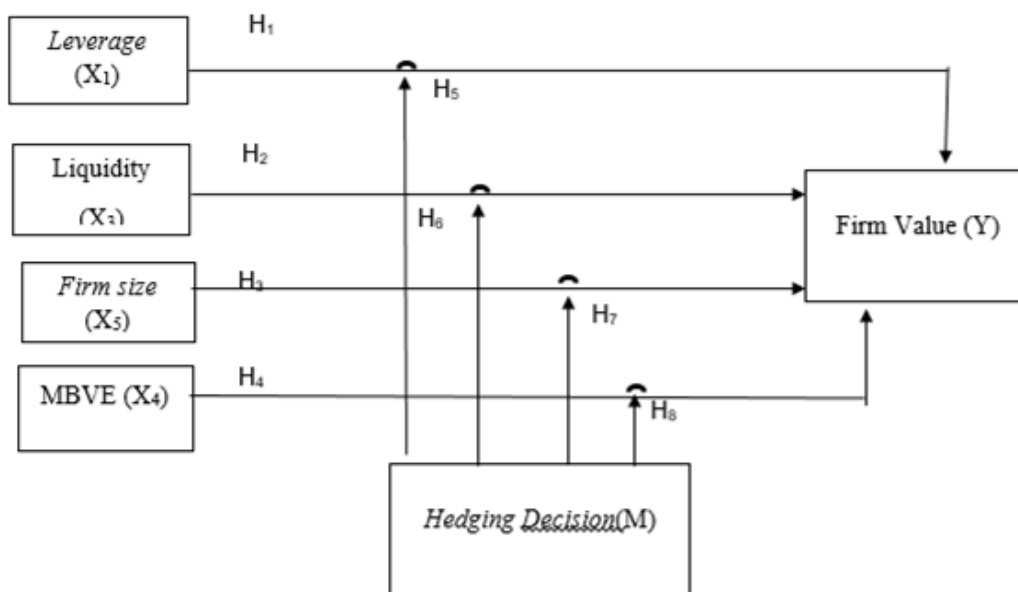 H₁
Leverage
(X₁)
H₅
H₂
Liquidity
(X₃)
H₆
Firm Value (Y)
H₃
Firm size
(X₅)
H₇
H₄
MBVE (X₄)
H₈
Hedging Decision(M)